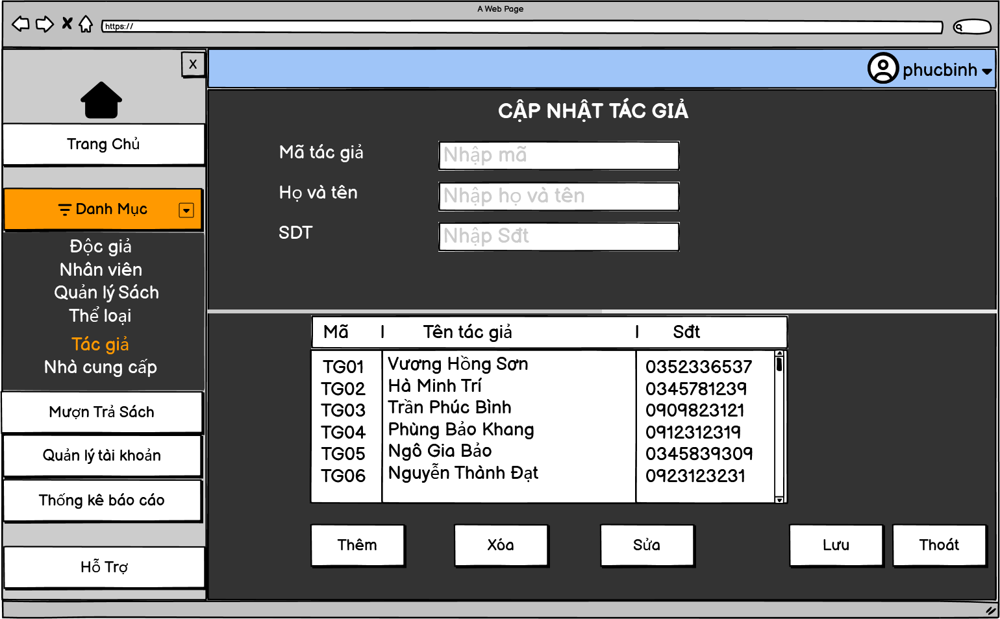 A Web Page
https://
X
phucbinh
Trang Chủ
Danh Mục
Độc giả
Nhân viên
Quản lý Sách
Thể loại
Tác giả
Nhà cung cấp
Mượn Trả Sách
Quản lý tài khoản
Thống kê báo cáo
Hỗ Trợ
CẬP NHẬT TÁC GIẢ
Mã tác giả Nhập mã
Họ và tên Nhập họ và tên
SDT Nhập Sđt
Mã | Tên tác giả | Sđt
TG01 Vương Hồng Sơn 0352336537
TG02 Hà Minh Trí 0345781239
TG03 Trần Phúc Bình 0909823121
TG04 Phùng Bảo Khang 0912312319
TG05 Ngô Gia Bảo 0345839309
TG06 Nguyễn Thành Đạt 0923123231
Thêm Xóa Sửa Lưu Thoát